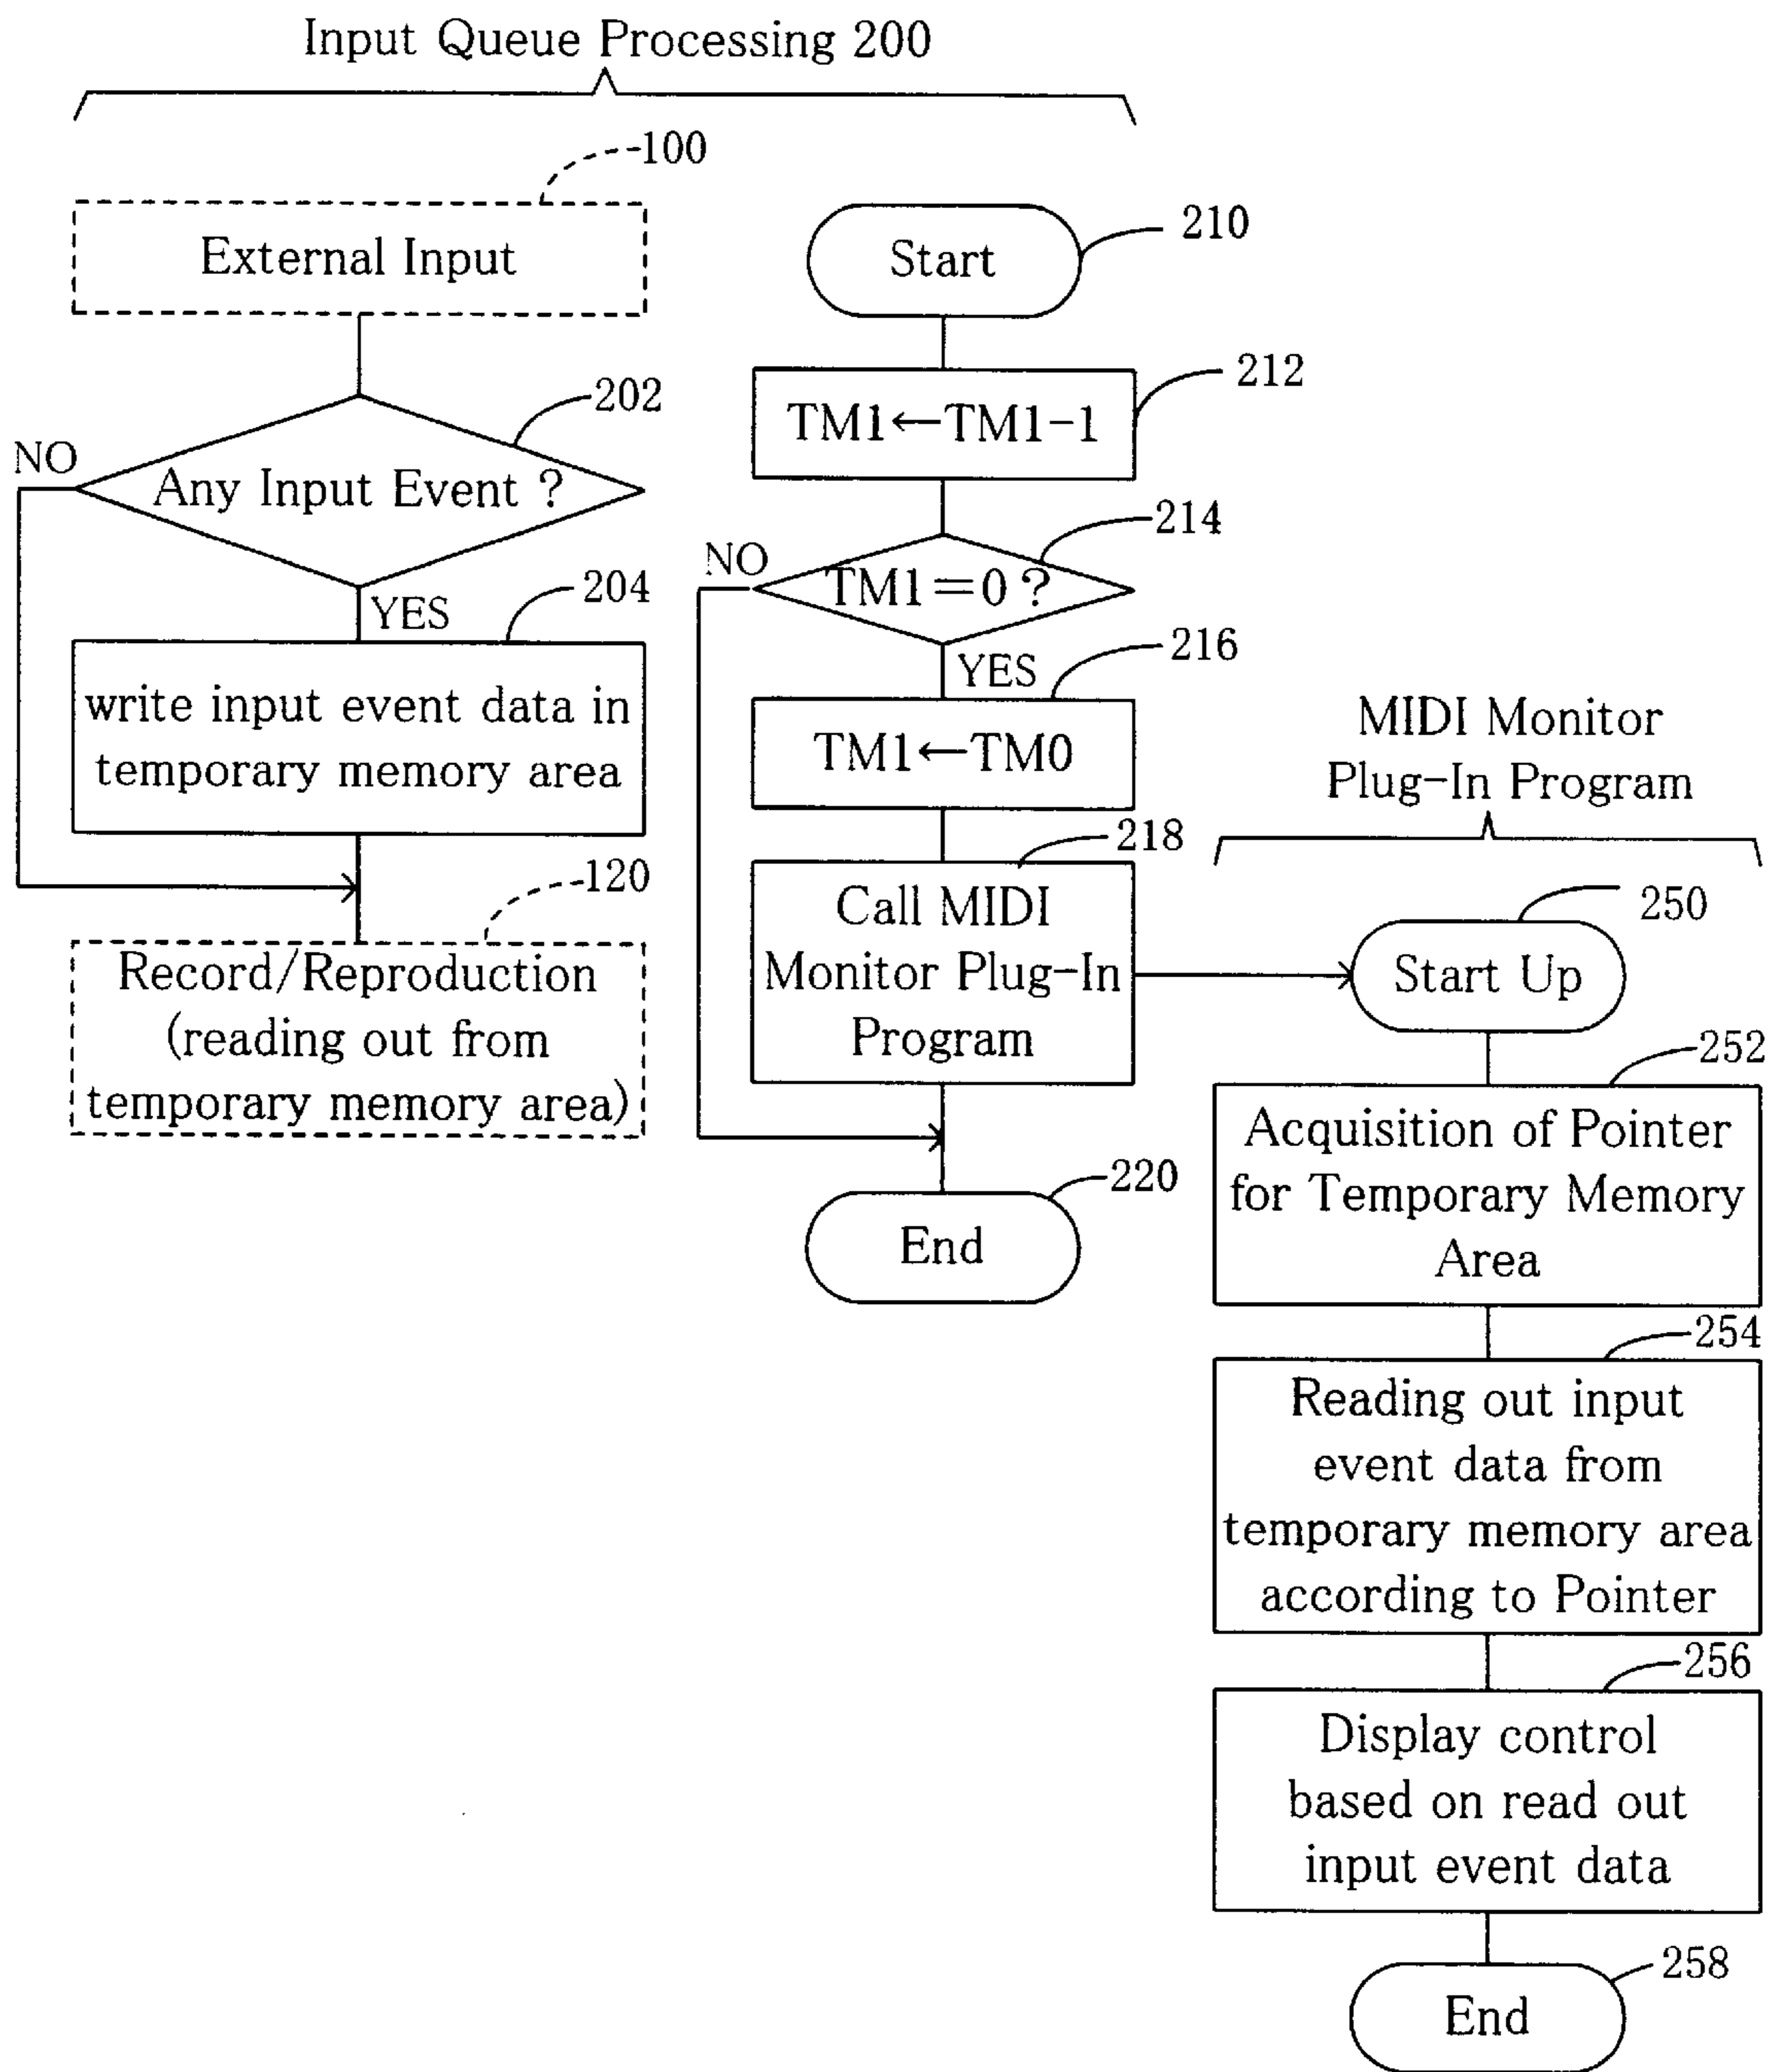 Input Queue Processing 200
100
External Input
202
NO
Any Input Event ?
YES
204
write input event data in
temporary memory area
120
Record/Reproduction
(reading out from
temporary memory area)
210
Start
212
TM1←TM1-1
214
NO
TM1=0 ?
YES
216
TM1←TM0
218
Call MIDI
Monitor Plug-In
Program
220
End
MIDI Monitor
Plug-In Program
250
Start Up
252
Acquisition of Pointer
for Temporary Memory
Area
254
Reading out input
event data from
temporary memory area
according to Pointer
256
Display control
based on read out
input event data
258
End